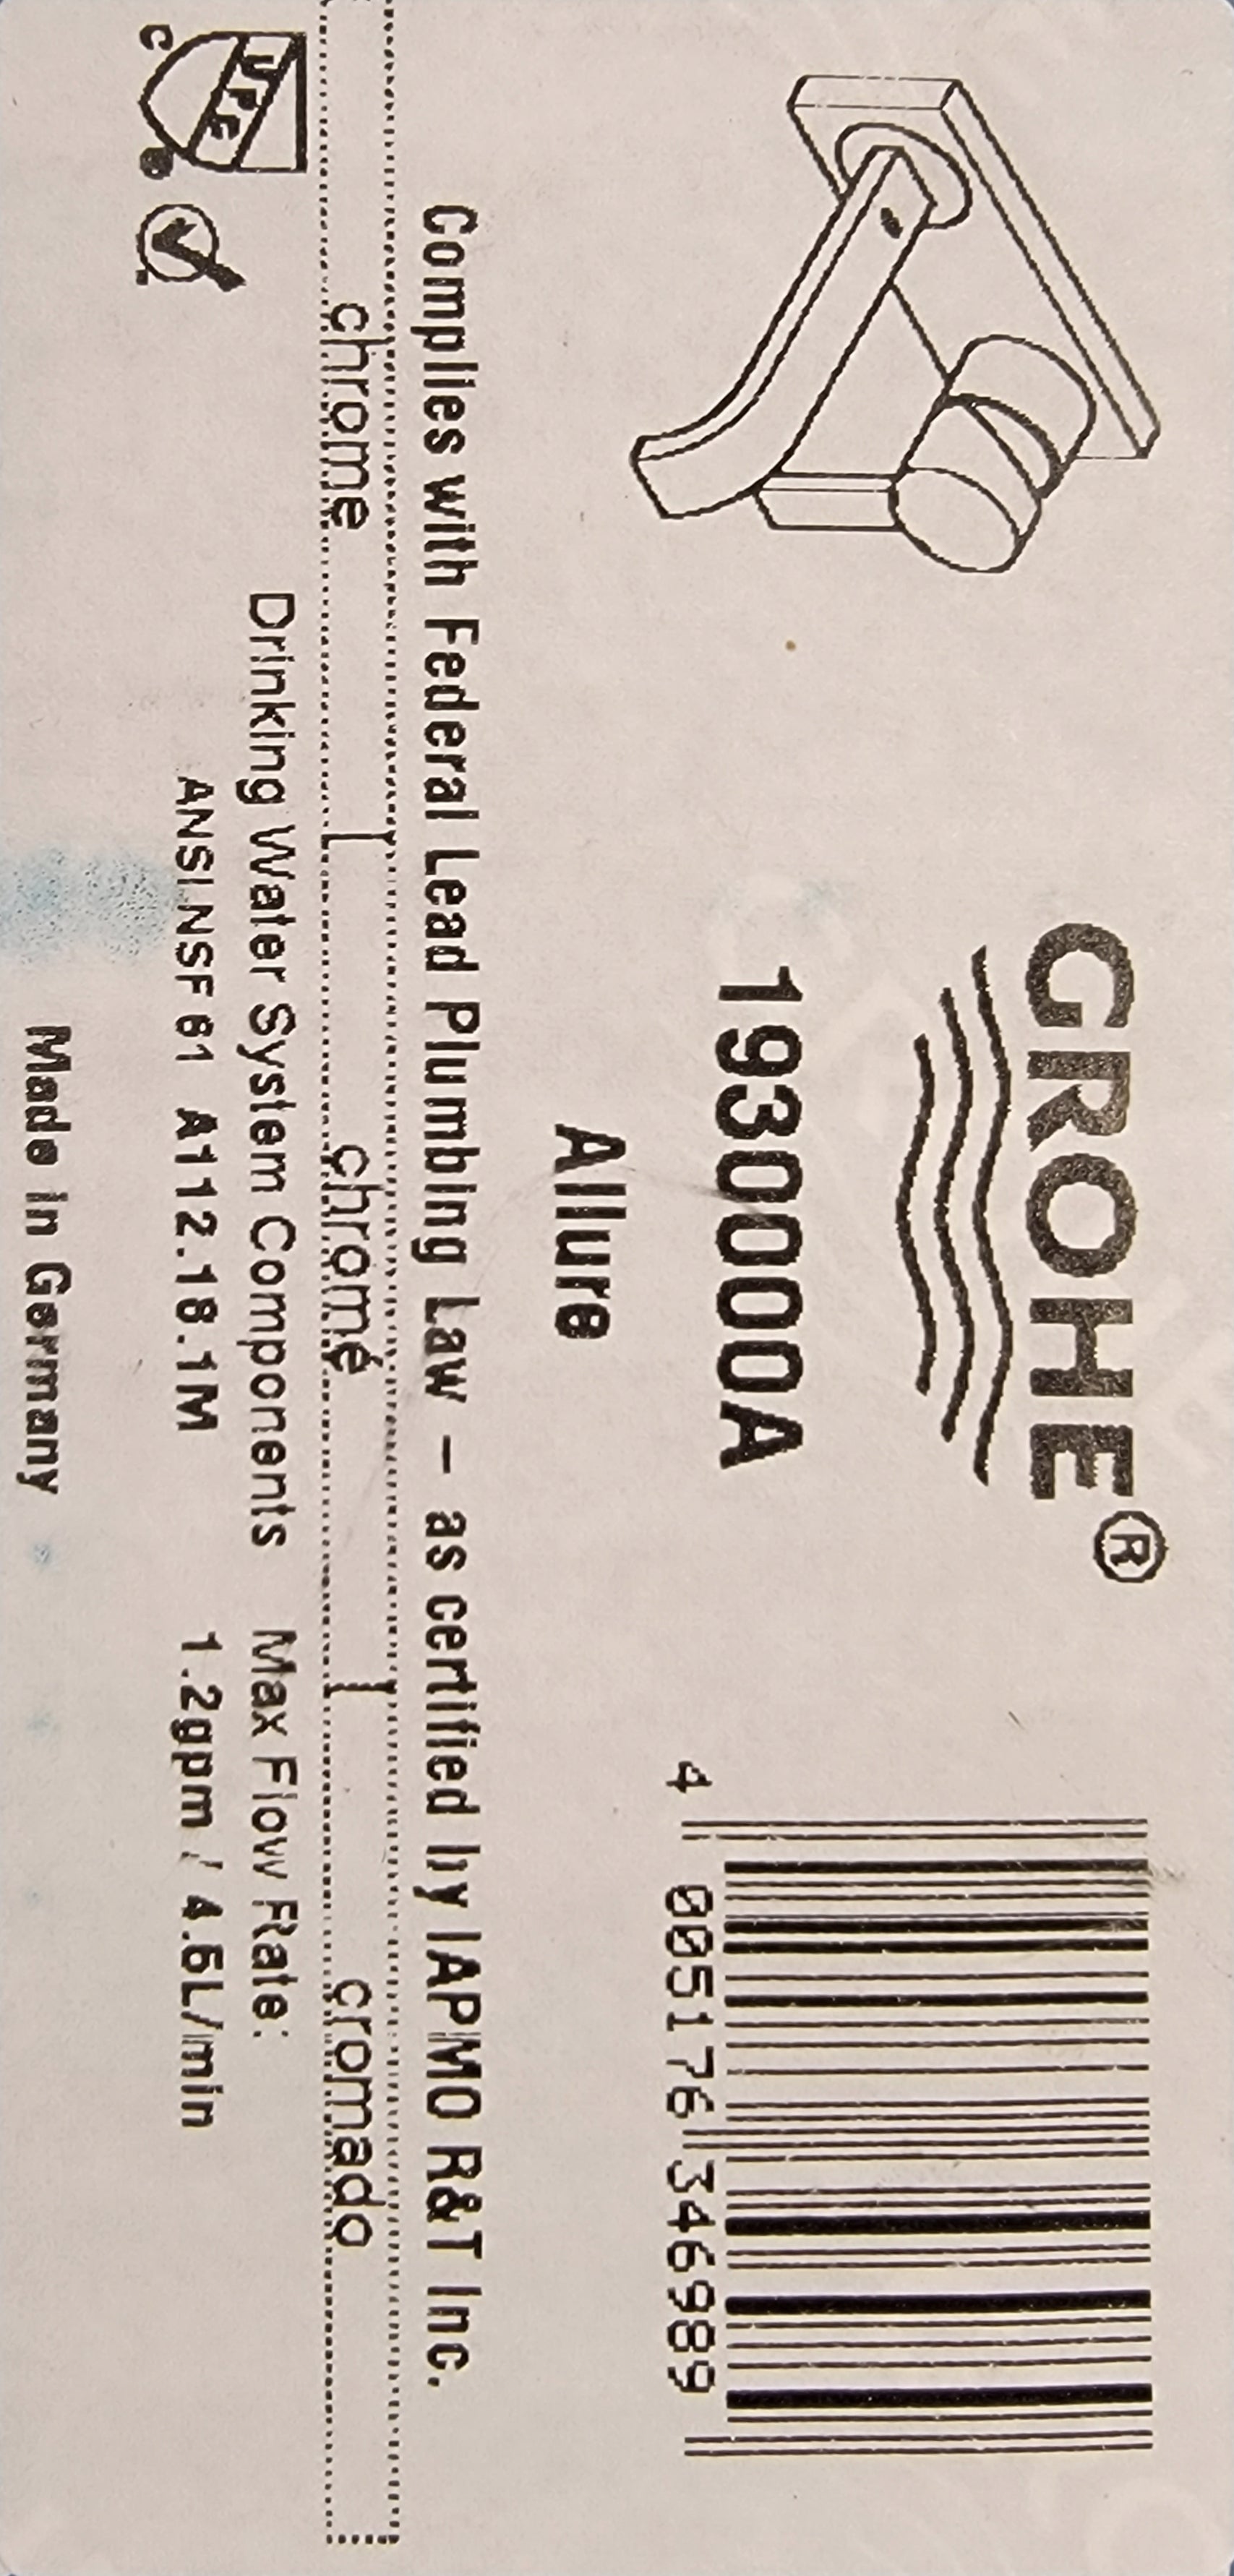 GROHE®
1930000A
Allure
4 005176 346989
Complies with Federal Lead Plumbing Law – as certified by IAPMO R&T Inc.
chrome chromé cromado
c UPC ®
Drinking Water System Components
ANSI.NSF 61 A112.18.1M
Max Flow Rate:
1.2gpm / 4.5L/min
Made in Germany